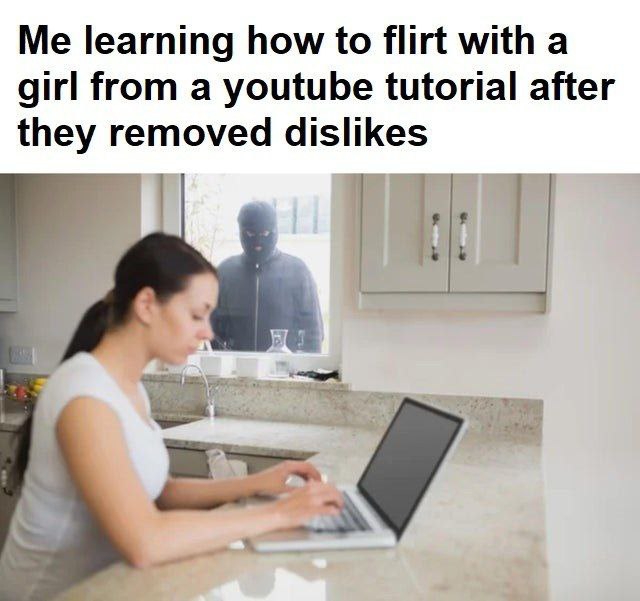 Me learning how to flirt with a
girl from a youtube tutorial after
they removed dislikes